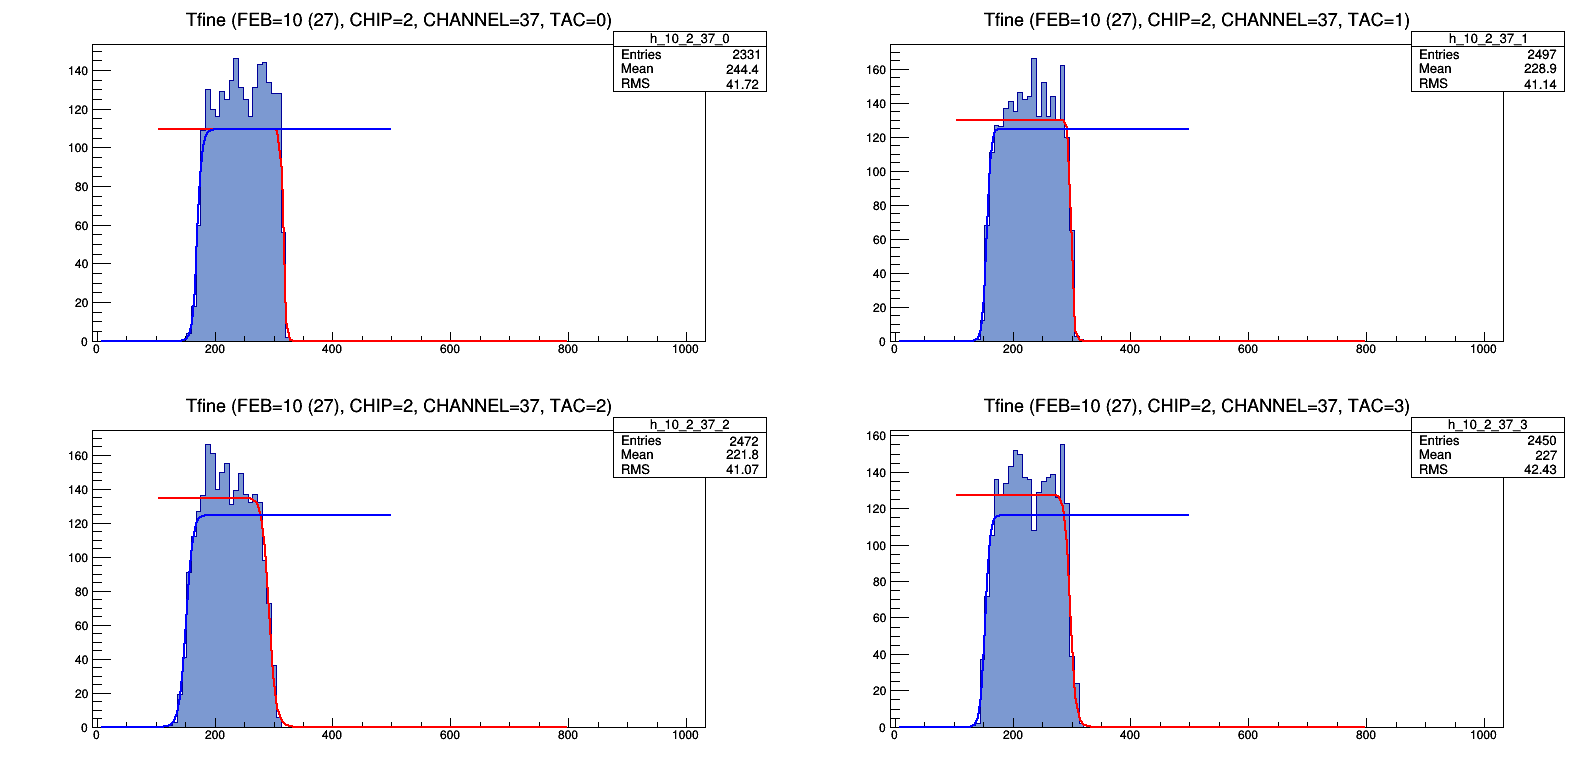 Tfine (FEB=10 (27), CHIP=2, CHANNEL=37, TAC=0)
h_10_2_37_0
Entries 2331
Mean 244.4
RMS 41.72
140
120
100
80
60
40
20
0
0 200 400 600 800 1000
Tfine (FEB=10 (27), CHIP=2, CHANNEL=37, TAC=1)
h_10_2_37_1
Entries 2497
Mean 228.9
RMS 41.14
160
140
120
100
80
60
40
20
0
0 200 400 600 800 1000
Tfine (FEB=10 (27), CHIP=2, CHANNEL=37, TAC=2)
h_10_2_37_2
Entries 2472
Mean 221.8
RMS 41.07
160
140
120
100
80
60
40
20
0
0 200 400 600 800 1000
Tfine (FEB=10 (27), CHIP=2, CHANNEL=37, TAC=3)
h_10_2_37_3
Entries 2450
Mean 227
RMS 42.43
160
140
120
100
80
60
40
20
0
0 200 400 600 800 1000